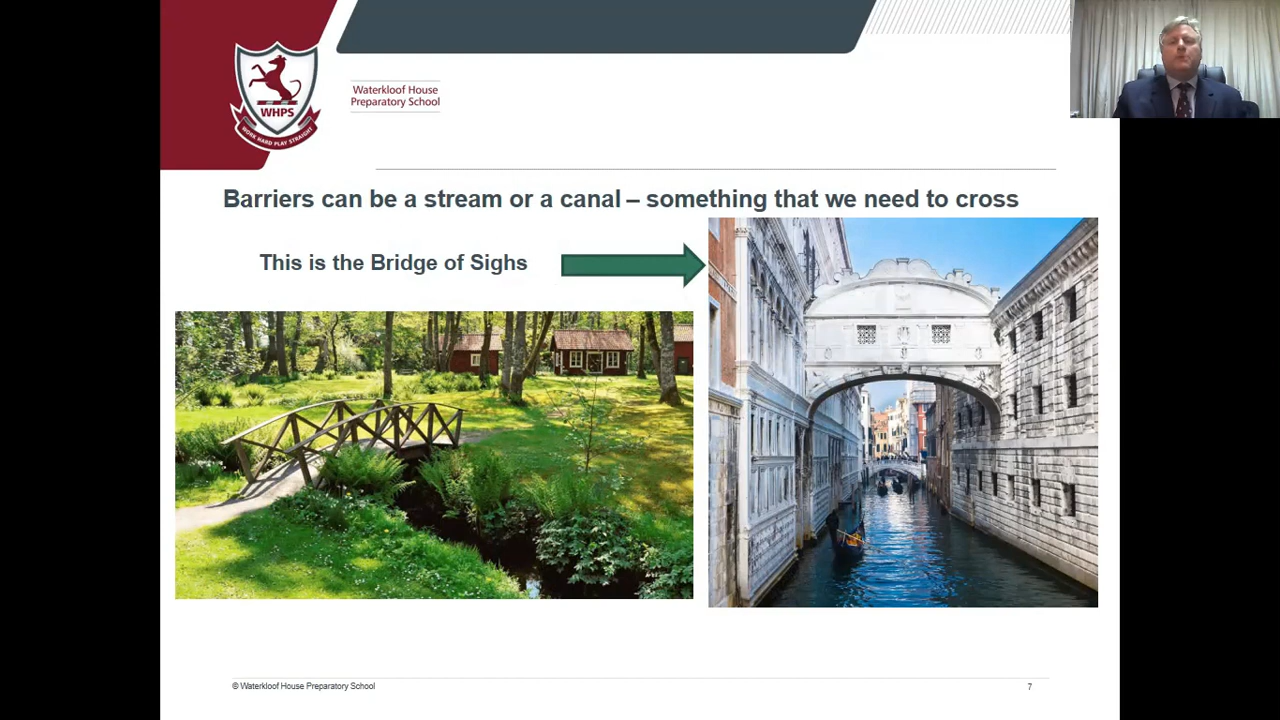 WHPS
WORK HARD PLAY STRAIGHT
Waterkloof House
Preparatory School
Barriers can be a stream or a canal – something that we need to cross
This is the Bridge of Sighs
© Waterkloof House Preparatory School
7